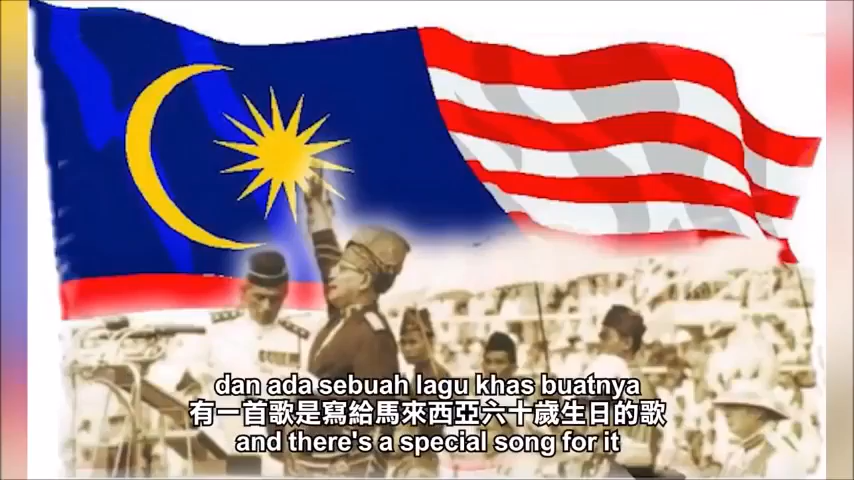 dan ada sebuah lagu khas buatnya
有一首歌是寫給馬來西亞六十歲生日的歌
and there's a special song for it